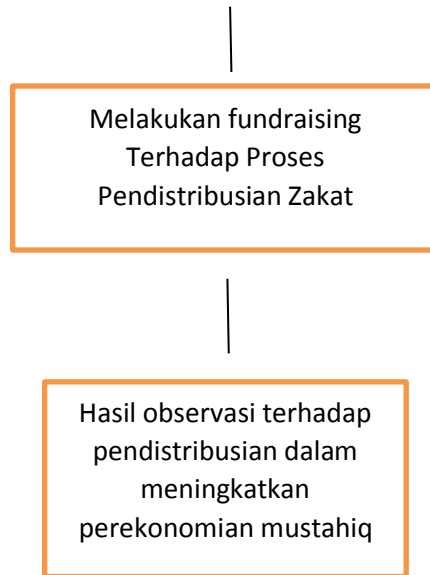 Melakukan fundraising
Terhadap Proses
Pendistribusian Zakat
Hasil observasi terhadap
pendistribusian dalam
meningkatkan
perekonomian mustahiq